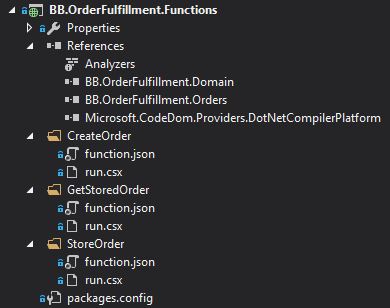 BB.OrderFulfillment.Functions
Properties
References
Analyzers
BB.OrderFulfillment.Domain
BB.OrderFulfillment.Orders
Microsoft.CodeDom.Providers.DotNetCompilerPlatform
CreateOrder
function.json
run.csx
GetStoredOrder
function.json
run.csx
StoreOrder
function.json
run.csx
packages.config